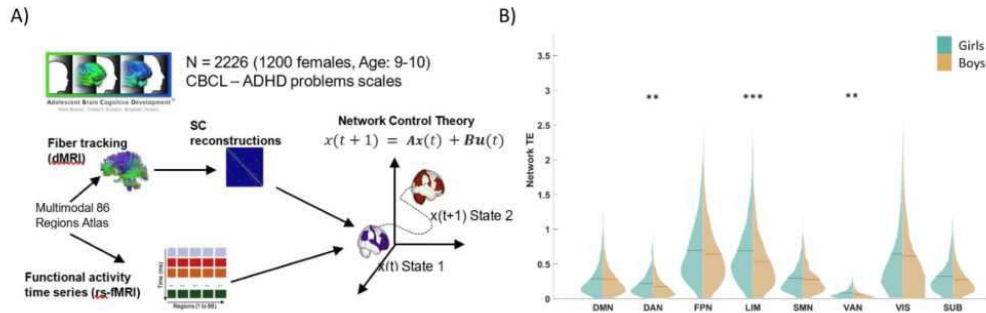 A)
N = 2226 (1200 females, Age: 9-10)
CBCL – ADHD problems scales
Adolescent Brain Cognitive Development
Fiber tracking
(dMRI)
SC
reconstructions
Network Control Theory
x(t + 1) = Ax(t) + Bu(t)
Multimodal 86
Regions Atlas
x(t+1) State 2
x(t) State 1
Functional activity
time series (rs-fMRI)
Time (ms)
Regions (1 to 86)
B)
Girls
Boys
Network TE
3.5
3
2.5
2
1.5
1
0.5
0
**
***
**
DMN DAN FPN LIM SMN VAN VIS SUB